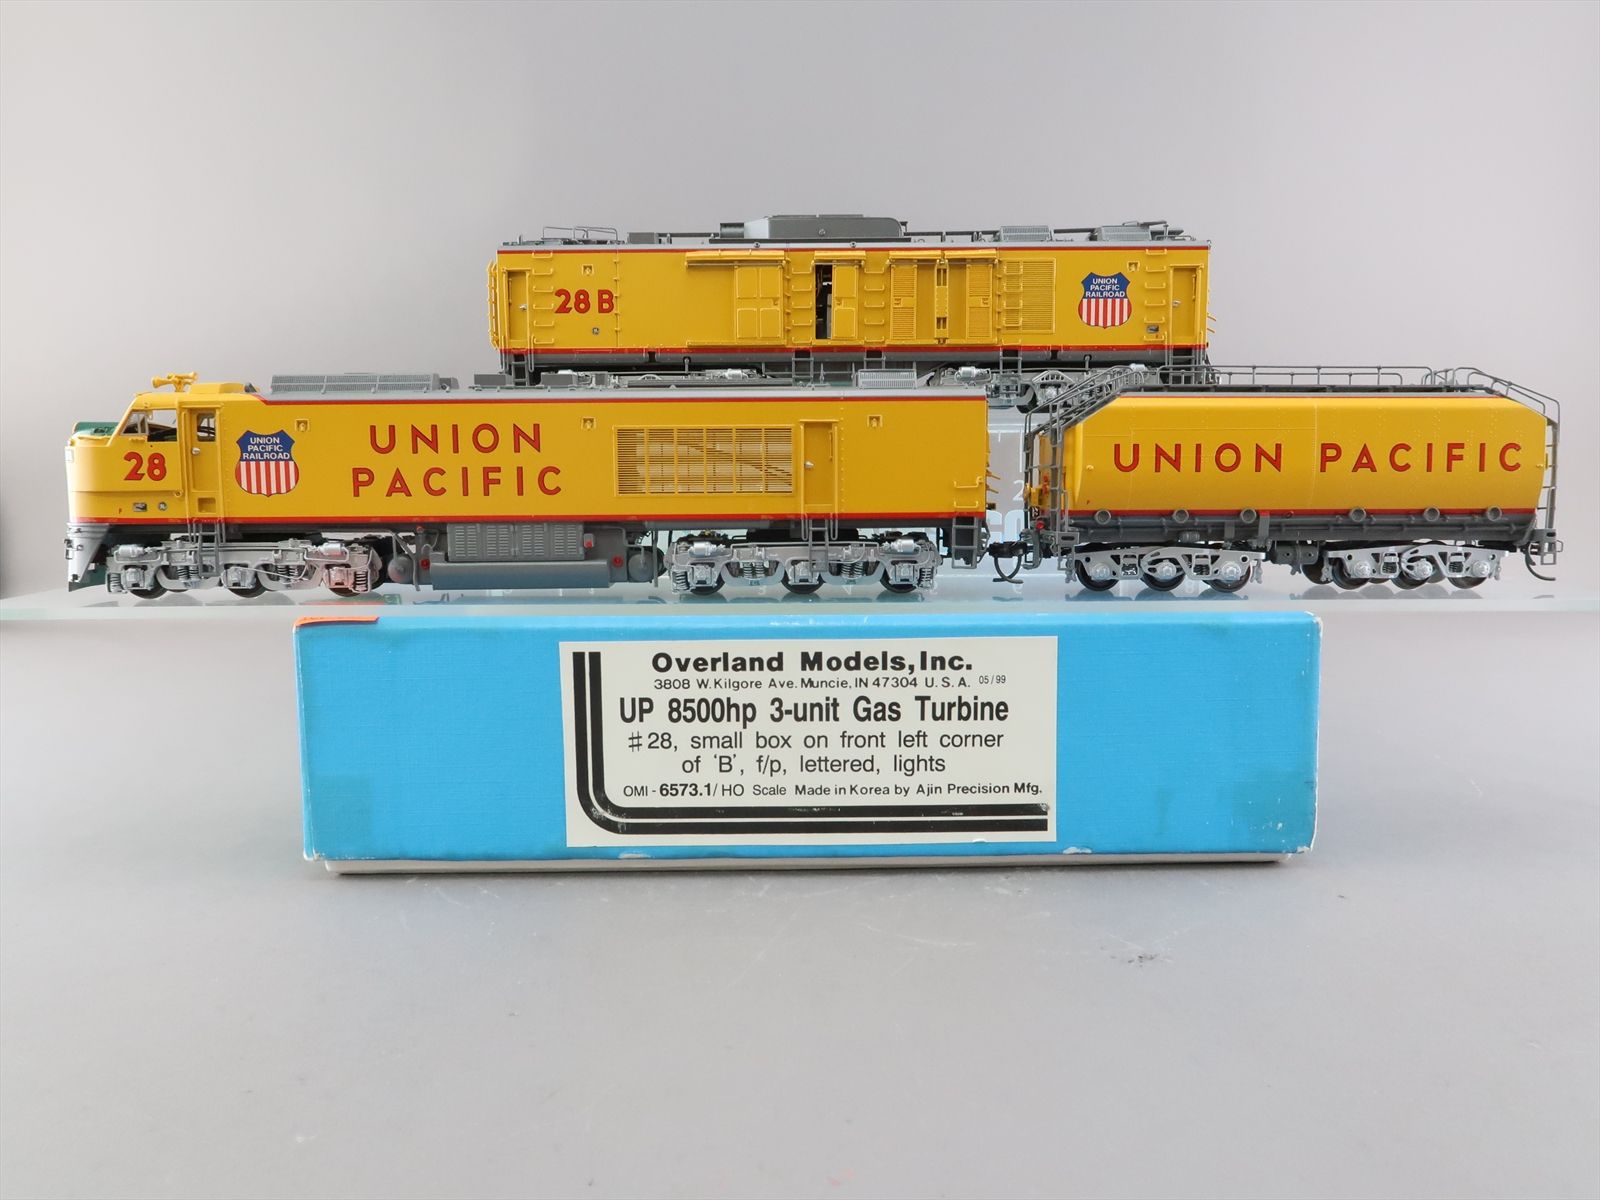 28 B
UNION
PACIFIC
RAILROAD
28
UNION
PACIFIC
RAILROAD
UNION
PACIFIC
UNION PACIFIC
Overland Models, Inc.
3808 W. Kilgore Ave. Muncie, IN 47304 U. S. A. 05/99
UP 8500hp 3-unit Gas Turbine
#28, small box on front left corner
of 'B', f/p, lettered, lights
OMI - 6573.1/ HO Scale Made in Korea by Ajin Precision Mfg.